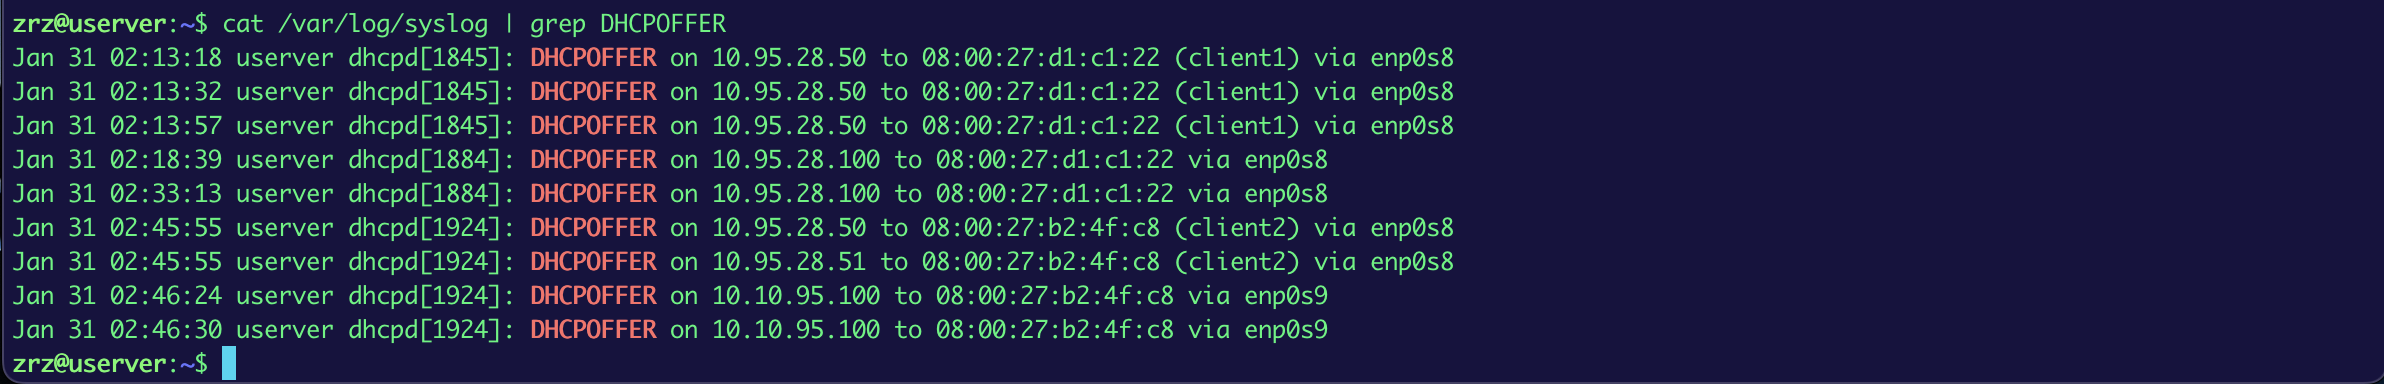 zrz@userver:~$ cat /var/log/syslog | grep DHCPOFFER
Jan 31 02:13:18 userver dhcpd[1845]: DHCPOFFER on 10.95.28.50 to 08:00:27:d1:c1:22 (client1) via enp0s8
Jan 31 02:13:32 userver dhcpd[1845]: DHCPOFFER on 10.95.28.50 to 08:00:27:d1:c1:22 (client1) via enp0s8
Jan 31 02:13:57 userver dhcpd[1845]: DHCPOFFER on 10.95.28.50 to 08:00:27:d1:c1:22 (client1) via enp0s8
Jan 31 02:18:39 userver dhcpd[1884]: DHCPOFFER on 10.95.28.100 to 08:00:27:d1:c1:22 via enp0s8
Jan 31 02:33:13 userver dhcpd[1884]: DHCPOFFER on 10.95.28.100 to 08:00:27:d1:c1:22 via enp0s8
Jan 31 02:45:55 userver dhcpd[1924]: DHCPOFFER on 10.95.28.50 to 08:00:27:b2:4f:c8 (client2) via enp0s8
Jan 31 02:45:55 userver dhcpd[1924]: DHCPOFFER on 10.95.28.51 to 08:00:27:b2:4f:c8 (client2) via enp0s8
Jan 31 02:46:24 userver dhcpd[1924]: DHCPOFFER on 10.10.95.100 to 08:00:27:b2:4f:c8 via enp0s9
Jan 31 02:46:30 userver dhcpd[1924]: DHCPOFFER on 10.10.95.100 to 08:00:27:b2:4f:c8 via enp0s9
zrz@userver:~$